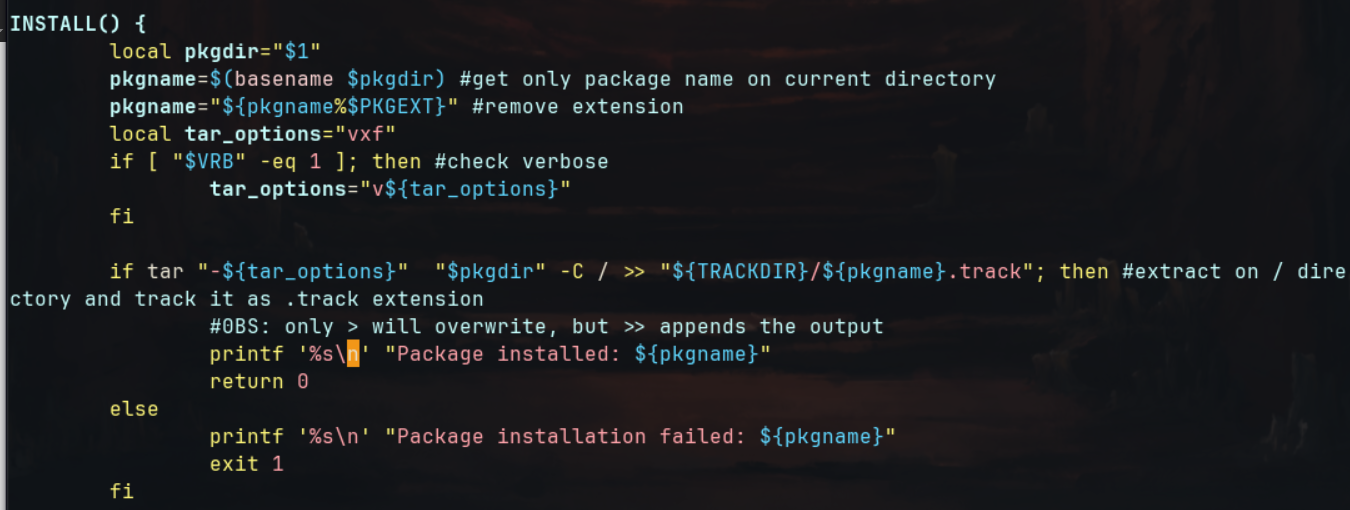 INSTALL() {
        local pkgdir="$1"
        pkgname=$(basename $pkgdir) #get only package name on current directory
        pkgname="${pkgname%$PKGEXT}" #remove extension
        local tar_options="vxf"
        if [ "$VRB" -eq 1 ]; then #check verbose
                tar_options="v${tar_options}"
        fi

        if tar "-${tar_options}"  "$pkgdir" -C / >> "${TRACKDIR}/${pkgname}.track"; then #extract on / dire
ctory and track it as .track extension
                #OBS: only > will overwrite, but >> appends the output
                printf '%s\n' "Package installed: ${pkgname}"
                return 0
        else
                printf '%s\n' "Package installation failed: ${pkgname}"
                exit 1
        fi